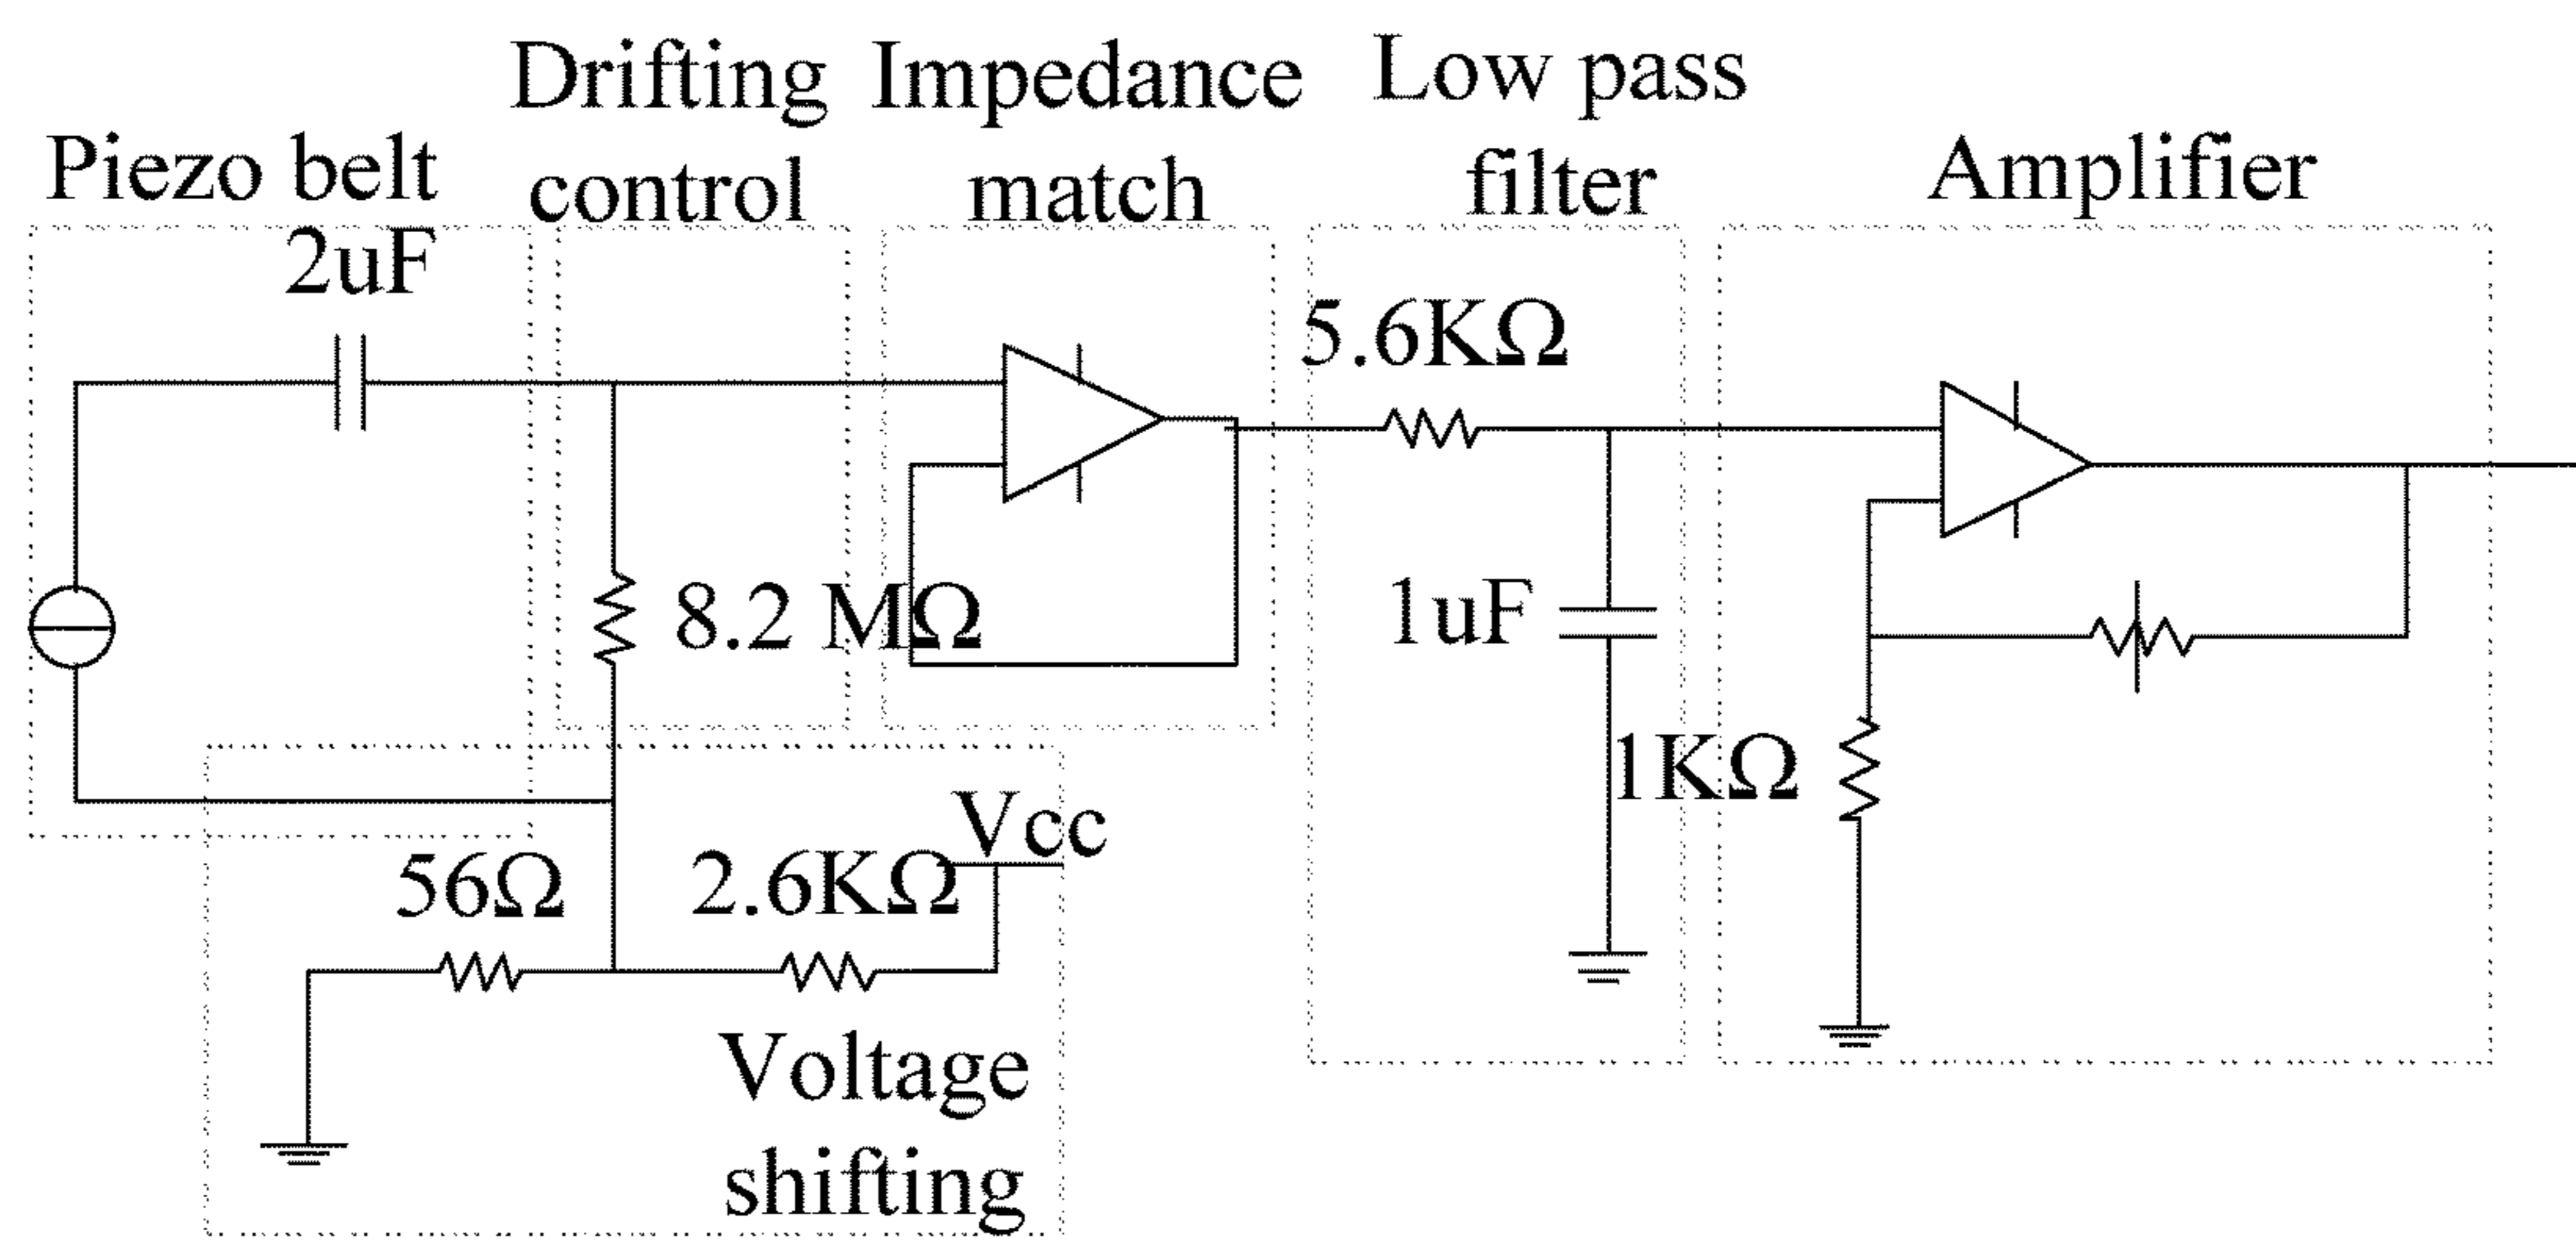 Piezo belt
Drifting
control
Impedance
match
Low pass
filter
Amplifier
2uF
5.6KΩ
8.2 MΩ
1uF
1KΩ
Vcc
56Ω
2.6KΩ
Voltage
shifting